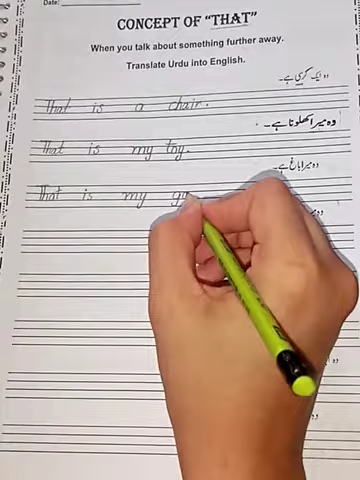 Date:
CONCEPT OF "THAT"
When you talk about something further away.
Translate Urdu into English.
وہ ایک کرسی ہے۔
That is a chair.
وہ میرا کھلونا ہے۔
That is my toy.
وہ میرا باغ ہے۔
That is my